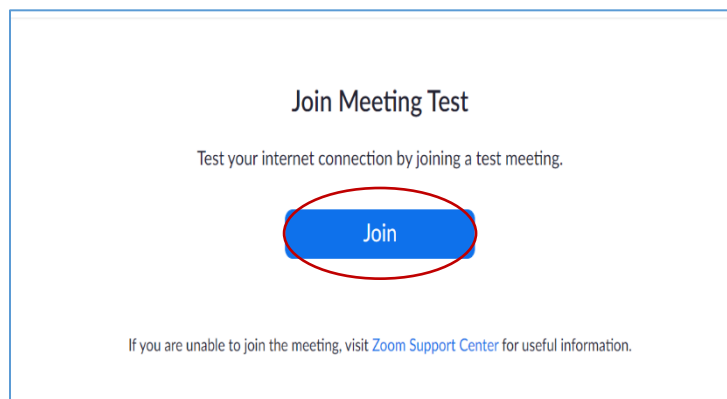 Join Meeting Test
Test your internet connection by joining a test meeting.
Join
If you are unable to join the meeting, visit Zoom Support Center for useful information.